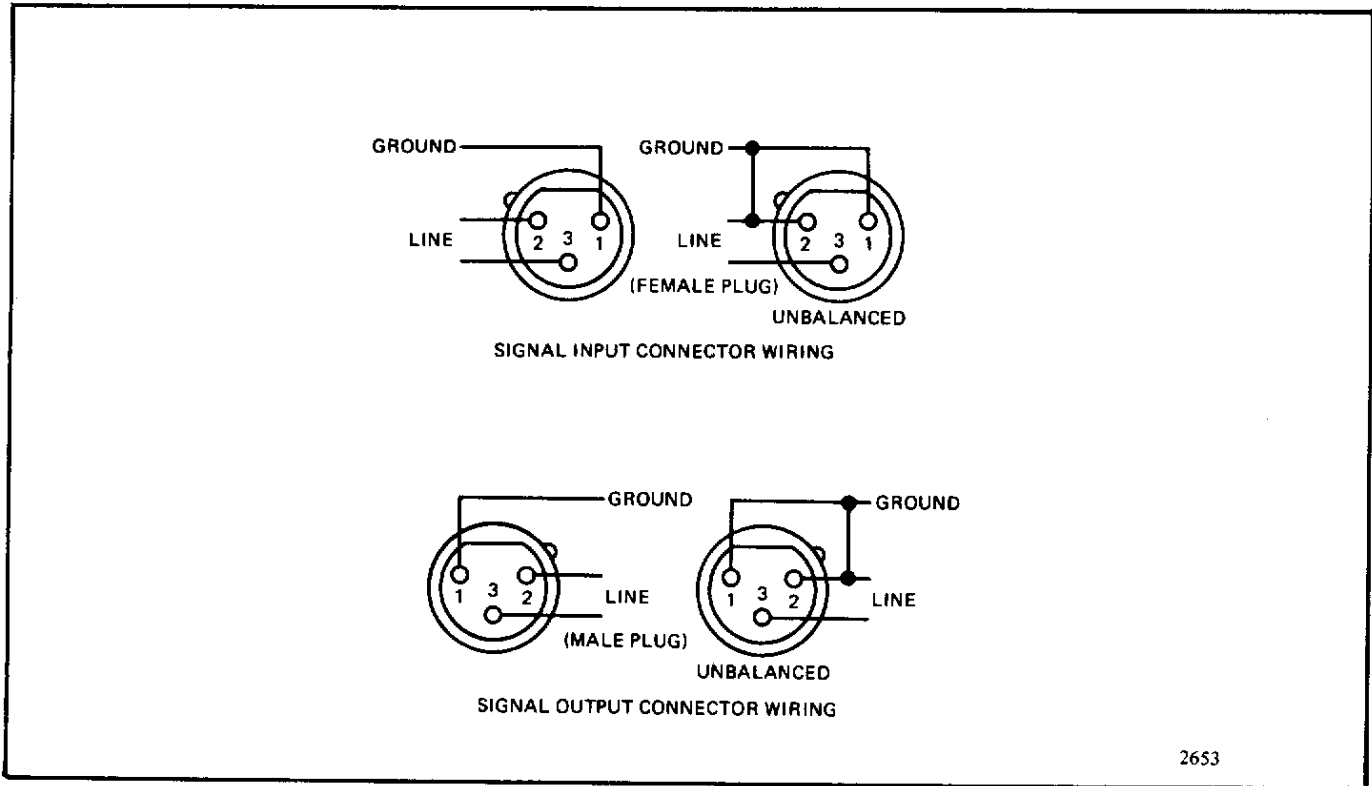 GROUND
GROUND
2 3 1
2 3 1
LINE
LINE
(FEMALE PLUG)
UNBALANCED
SIGNAL INPUT CONNECTOR WIRING
GROUND
GROUND
1 3 2
1 3 2
LINE
LINE
(MALE PLUG)
UNBALANCED
SIGNAL OUTPUT CONNECTOR WIRING
2653